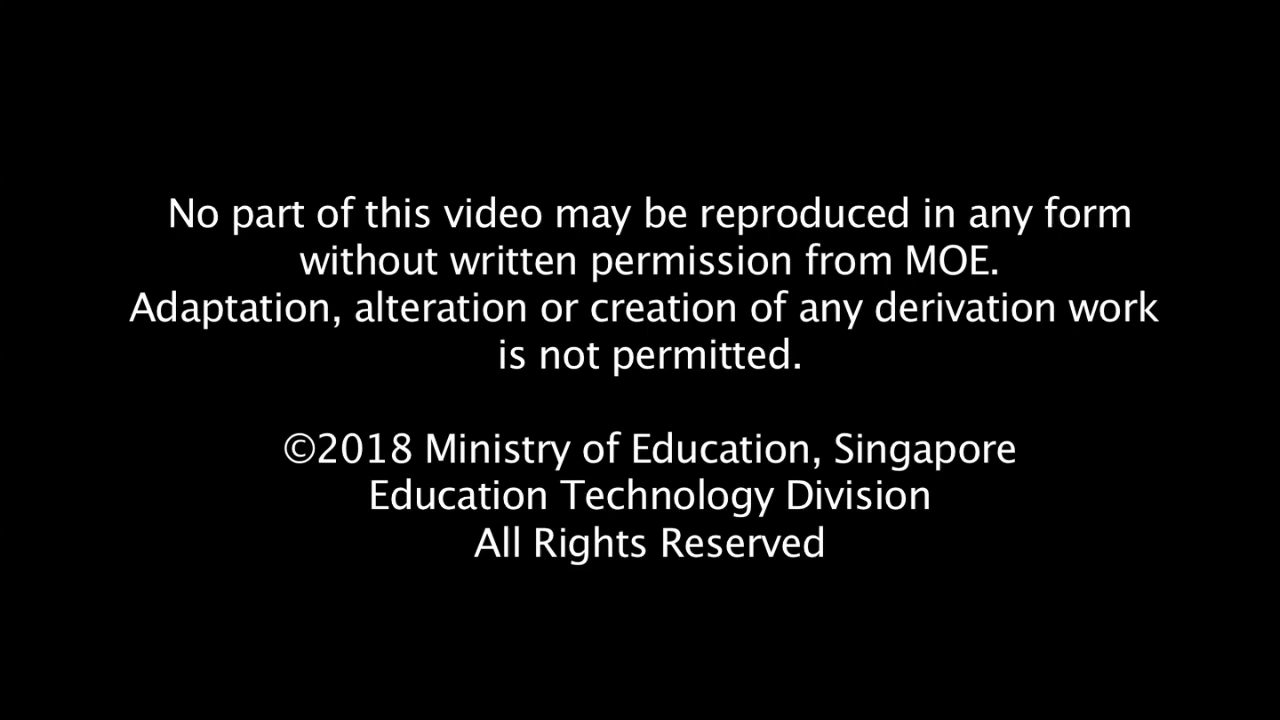 No part of this video may be reproduced in any form
without written permission from MOE.
Adaptation, alteration or creation of any derivation work
is not permitted.
©2018 Ministry of Education, Singapore
Education Technology Division
All Rights Reserved